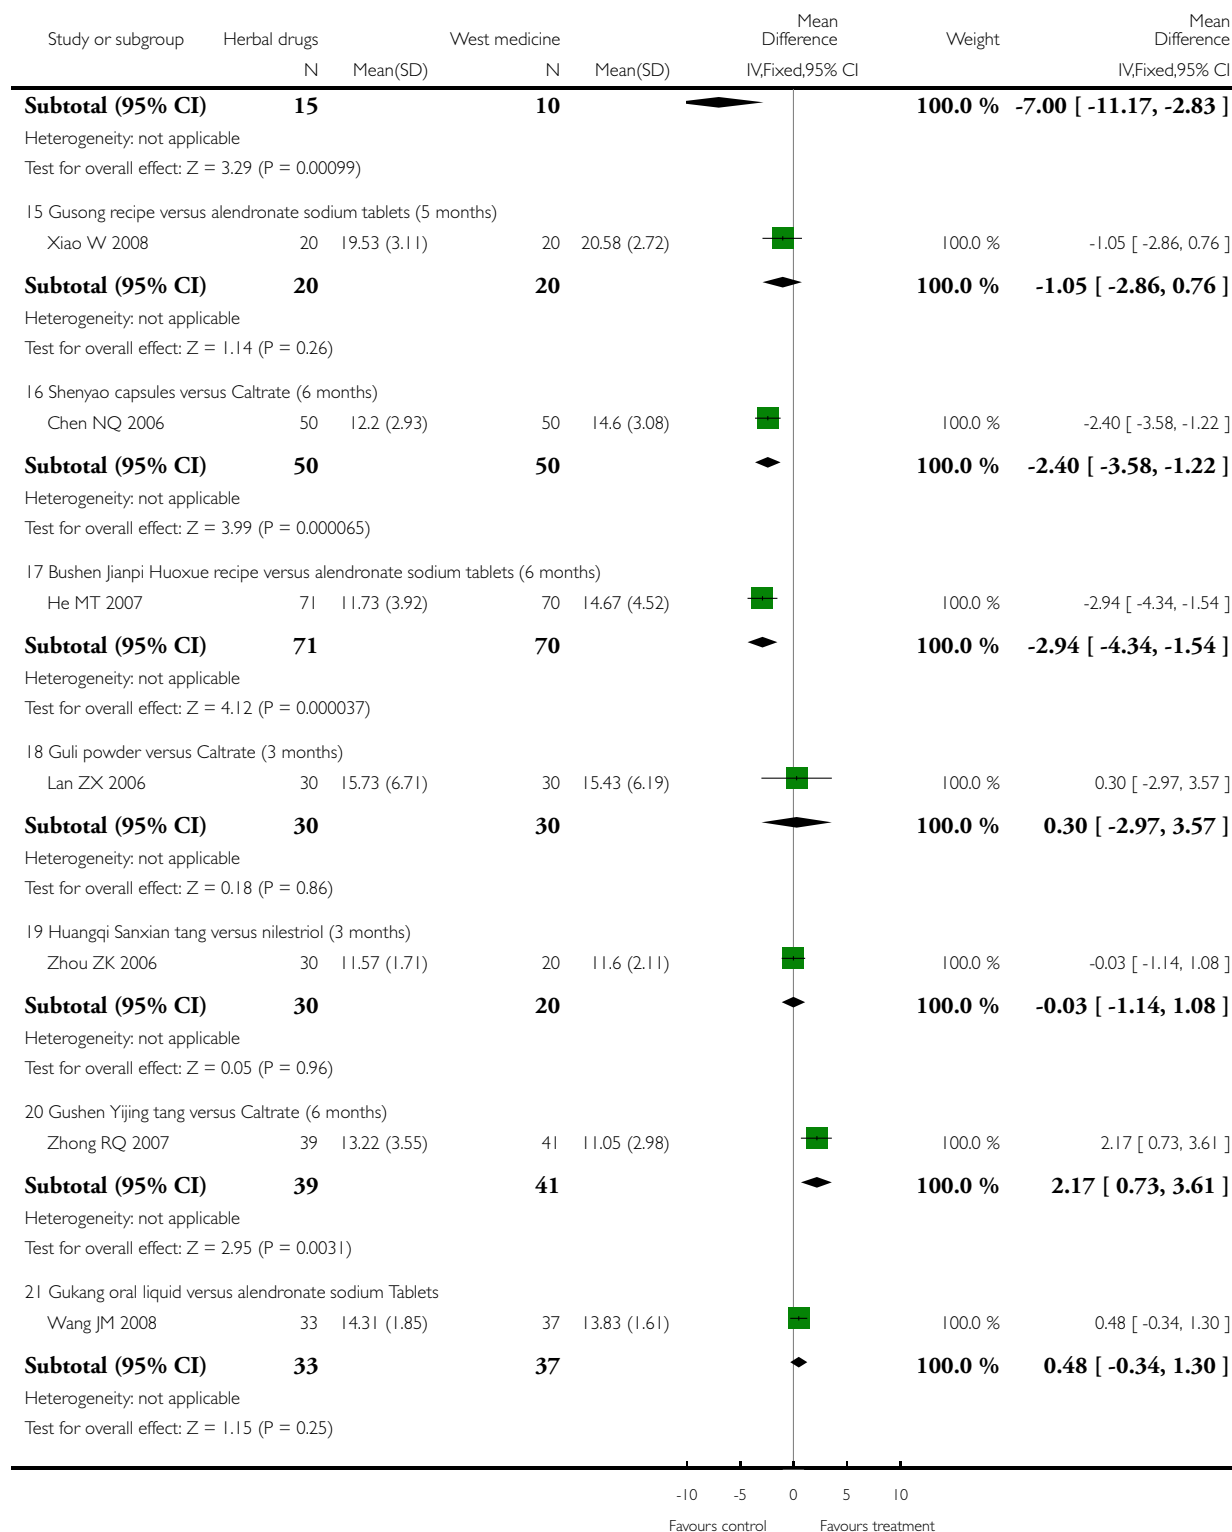 Study or subgroup Herbal drugs West medicine Mean Difference Weight Mean Difference
N Mean(SD) N Mean(SD) IV,Fixed,95% CI IV,Fixed,95% CI
Subtotal (95% CI) 15 10 100.0 % -7.00 [ -11.17, -2.83 ]
Heterogeneity: not applicable
Test for overall effect: Z = 3.29 (P = 0.00099)
15 Gusong recipe versus alendronate sodium tablets (5 months)
Xiao W 2008 20 19.53 (3.11) 20 20.58 (2.72) 100.0 % -1.05 [ -2.86, 0.76 ]
Subtotal (95% CI) 20 20 100.0 % -1.05 [ -2.86, 0.76 ]
Heterogeneity: not applicable
Test for overall effect: Z = 1.14 (P = 0.26)
16 Shenyao capsules versus Caltrate (6 months)
Chen NQ 2006 50 12.2 (2.93) 50 14.6 (3.08) 100.0 % -2.40 [ -3.58, -1.22 ]
Subtotal (95% CI) 50 50 100.0 % -2.40 [ -3.58, -1.22 ]
Heterogeneity: not applicable
Test for overall effect: Z = 3.99 (P = 0.000065)
17 Bushen Jianpi Huoxue recipe versus alendronate sodium tablets (6 months)
He MT 2007 71 11.73 (3.92) 70 14.67 (4.52) 100.0 % -2.94 [ -4.34, -1.54 ]
Subtotal (95% CI) 71 70 100.0 % -2.94 [ -4.34, -1.54 ]
Heterogeneity: not applicable
Test for overall effect: Z = 4.12 (P = 0.000037)
18 Guli powder versus Caltrate (3 months)
Lan ZX 2006 30 15.73 (6.71) 30 15.43 (6.19) 100.0 % 0.30 [ -2.97, 3.57 ]
Subtotal (95% CI) 30 30 100.0 % 0.30 [ -2.97, 3.57 ]
Heterogeneity: not applicable
Test for overall effect: Z = 0.18 (P = 0.86)
19 Huangqi Sanxian tang versus nilestriol (3 months)
Zhou ZK 2006 30 11.57 (1.71) 20 11.6 (2.11) 100.0 % -0.03 [ -1.14, 1.08 ]
Subtotal (95% CI) 30 20 100.0 % -0.03 [ -1.14, 1.08 ]
Heterogeneity: not applicable
Test for overall effect: Z = 0.05 (P = 0.96)
20 Gushen Yijing tang versus Caltrate (6 months)
Zhong RQ 2007 39 13.22 (3.55) 41 11.05 (2.98) 100.0 % 2.17 [ 0.73, 3.61 ]
Subtotal (95% CI) 39 41 100.0 % 2.17 [ 0.73, 3.61 ]
Heterogeneity: not applicable
Test for overall effect: Z = 2.95 (P = 0.0031)
21 Gukang oral liquid versus alendronate sodium Tablets
Wang JM 2008 33 14.31 (1.85) 37 13.83 (1.61) 100.0 % 0.48 [ -0.34, 1.30 ]
Subtotal (95% CI) 33 37 100.0 % 0.48 [ -0.34, 1.30 ]
Heterogeneity: not applicable
Test for overall effect: Z = 1.15 (P = 0.25)
-10 -5 0 5 10
Favours control Favours treatment